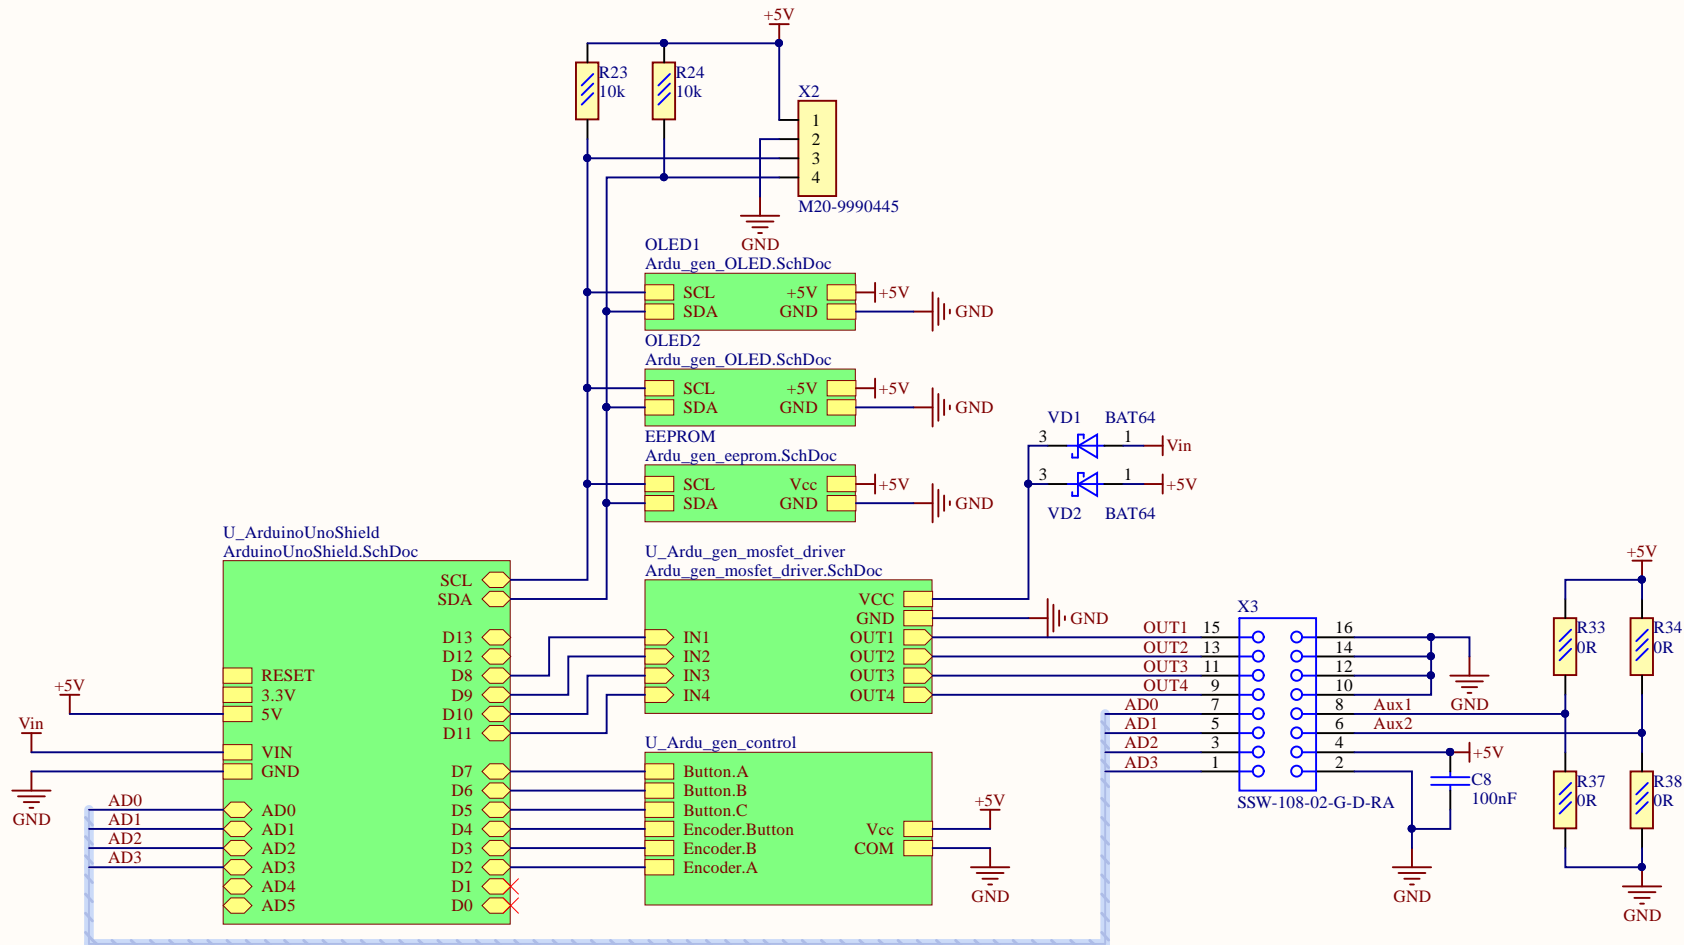 +5V
R23
10k
R24
10k
X2
1
2
3
4
M20-9990445
GND
OLED1
Ardu_gen_OLED.SchDoc
SCL +5V +5V
SDA GND GND
OLED2
Ardu_gen_OLED.SchDoc
SCL +5V +5V
SDA GND GND
EEPROM
Ardu_gen_eeprom.SchDoc
SCL Vcc +5V
SDA GND GND
VD1 BAT64
3 1 Vin
3 1 +5V
VD2 BAT64
U_ArduinoUnoShield
ArduinoUnoShield.SchDoc
SCL
SDA
D13
D12
RESET D8
3.3V D9
+5V
5V D10
D11
Vin
VIN
GND D7
GND
D6
AD0 AD0 D5
AD1 AD1 D4
AD2 AD2 D3
AD3 AD3 D2
AD4 D1
AD5 D0
U_Ardu_gen_mosfet_driver
Ardu_gen_mosfet_driver.SchDoc
VCC
GND GND
IN1 OUT1
IN2 OUT2
IN3 OUT3
IN4 OUT4
U_Ardu_gen_control
Button.A
Button.B
Button.C
Encoder.Button Vcc +5V
Encoder.B COM
Encoder.A
GND
X3
OUT1 15 16
OUT2 13 14
OUT3 11 12
OUT4 9 10
AD0 7 8 Aux1
AD1 5 6 Aux2
AD2 3 4 +5V
AD3 1 2
SSW-108-02-G-D-RA
GND
C8
100nF
GND
+5V
R33
0R
R34
0R
R37
0R
R38
0R
GND